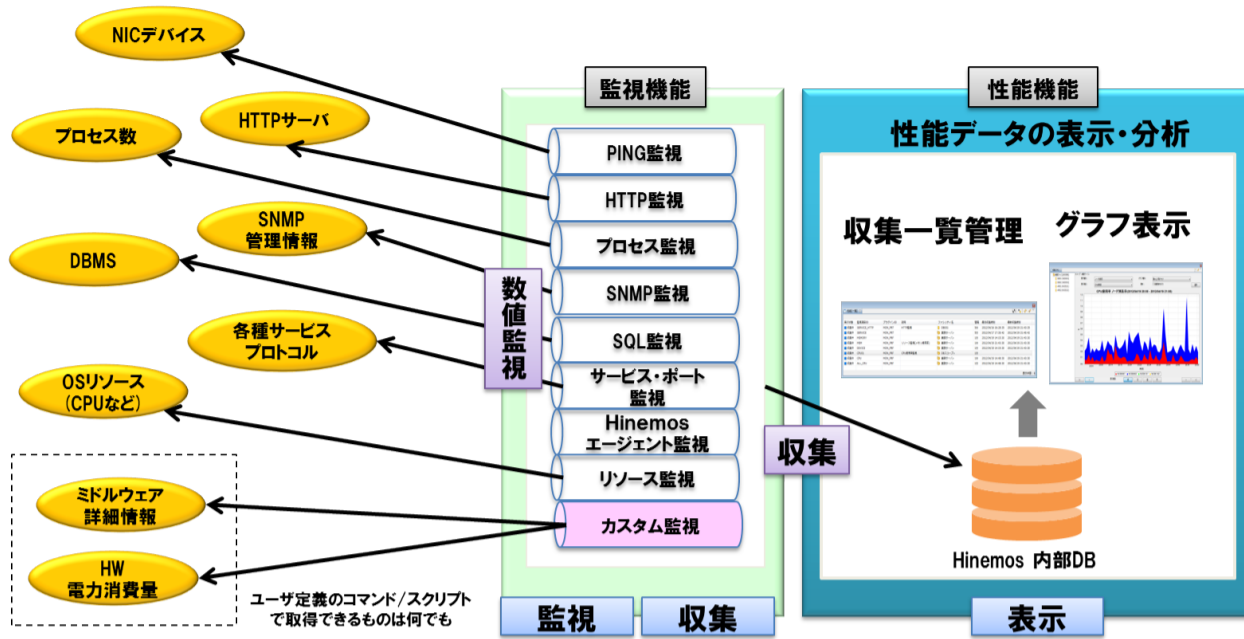 NICデバイス
HTTPサーバ
プロセス数
SNMP
管理情報
DBMS
各種サービス
プロトコル
OSリソース
(CPUなど)
ミドルウェア
詳細情報
HW
電力消費量
ユーザ定義のコマンド/スクリプト
で取得できるものは何でも
数値監視
監視機能
PING監視
HTTP監視
プロセス監視
SNMP監視
SQL監視
サービス・ポート
監視
Hinemos
エージェント監視
リソース監視
カスタム監視
監視
収集
収集
性能機能
性能データの表示・分析
収集一覧管理
グラフ表示
Hinemos 内部DB
表示